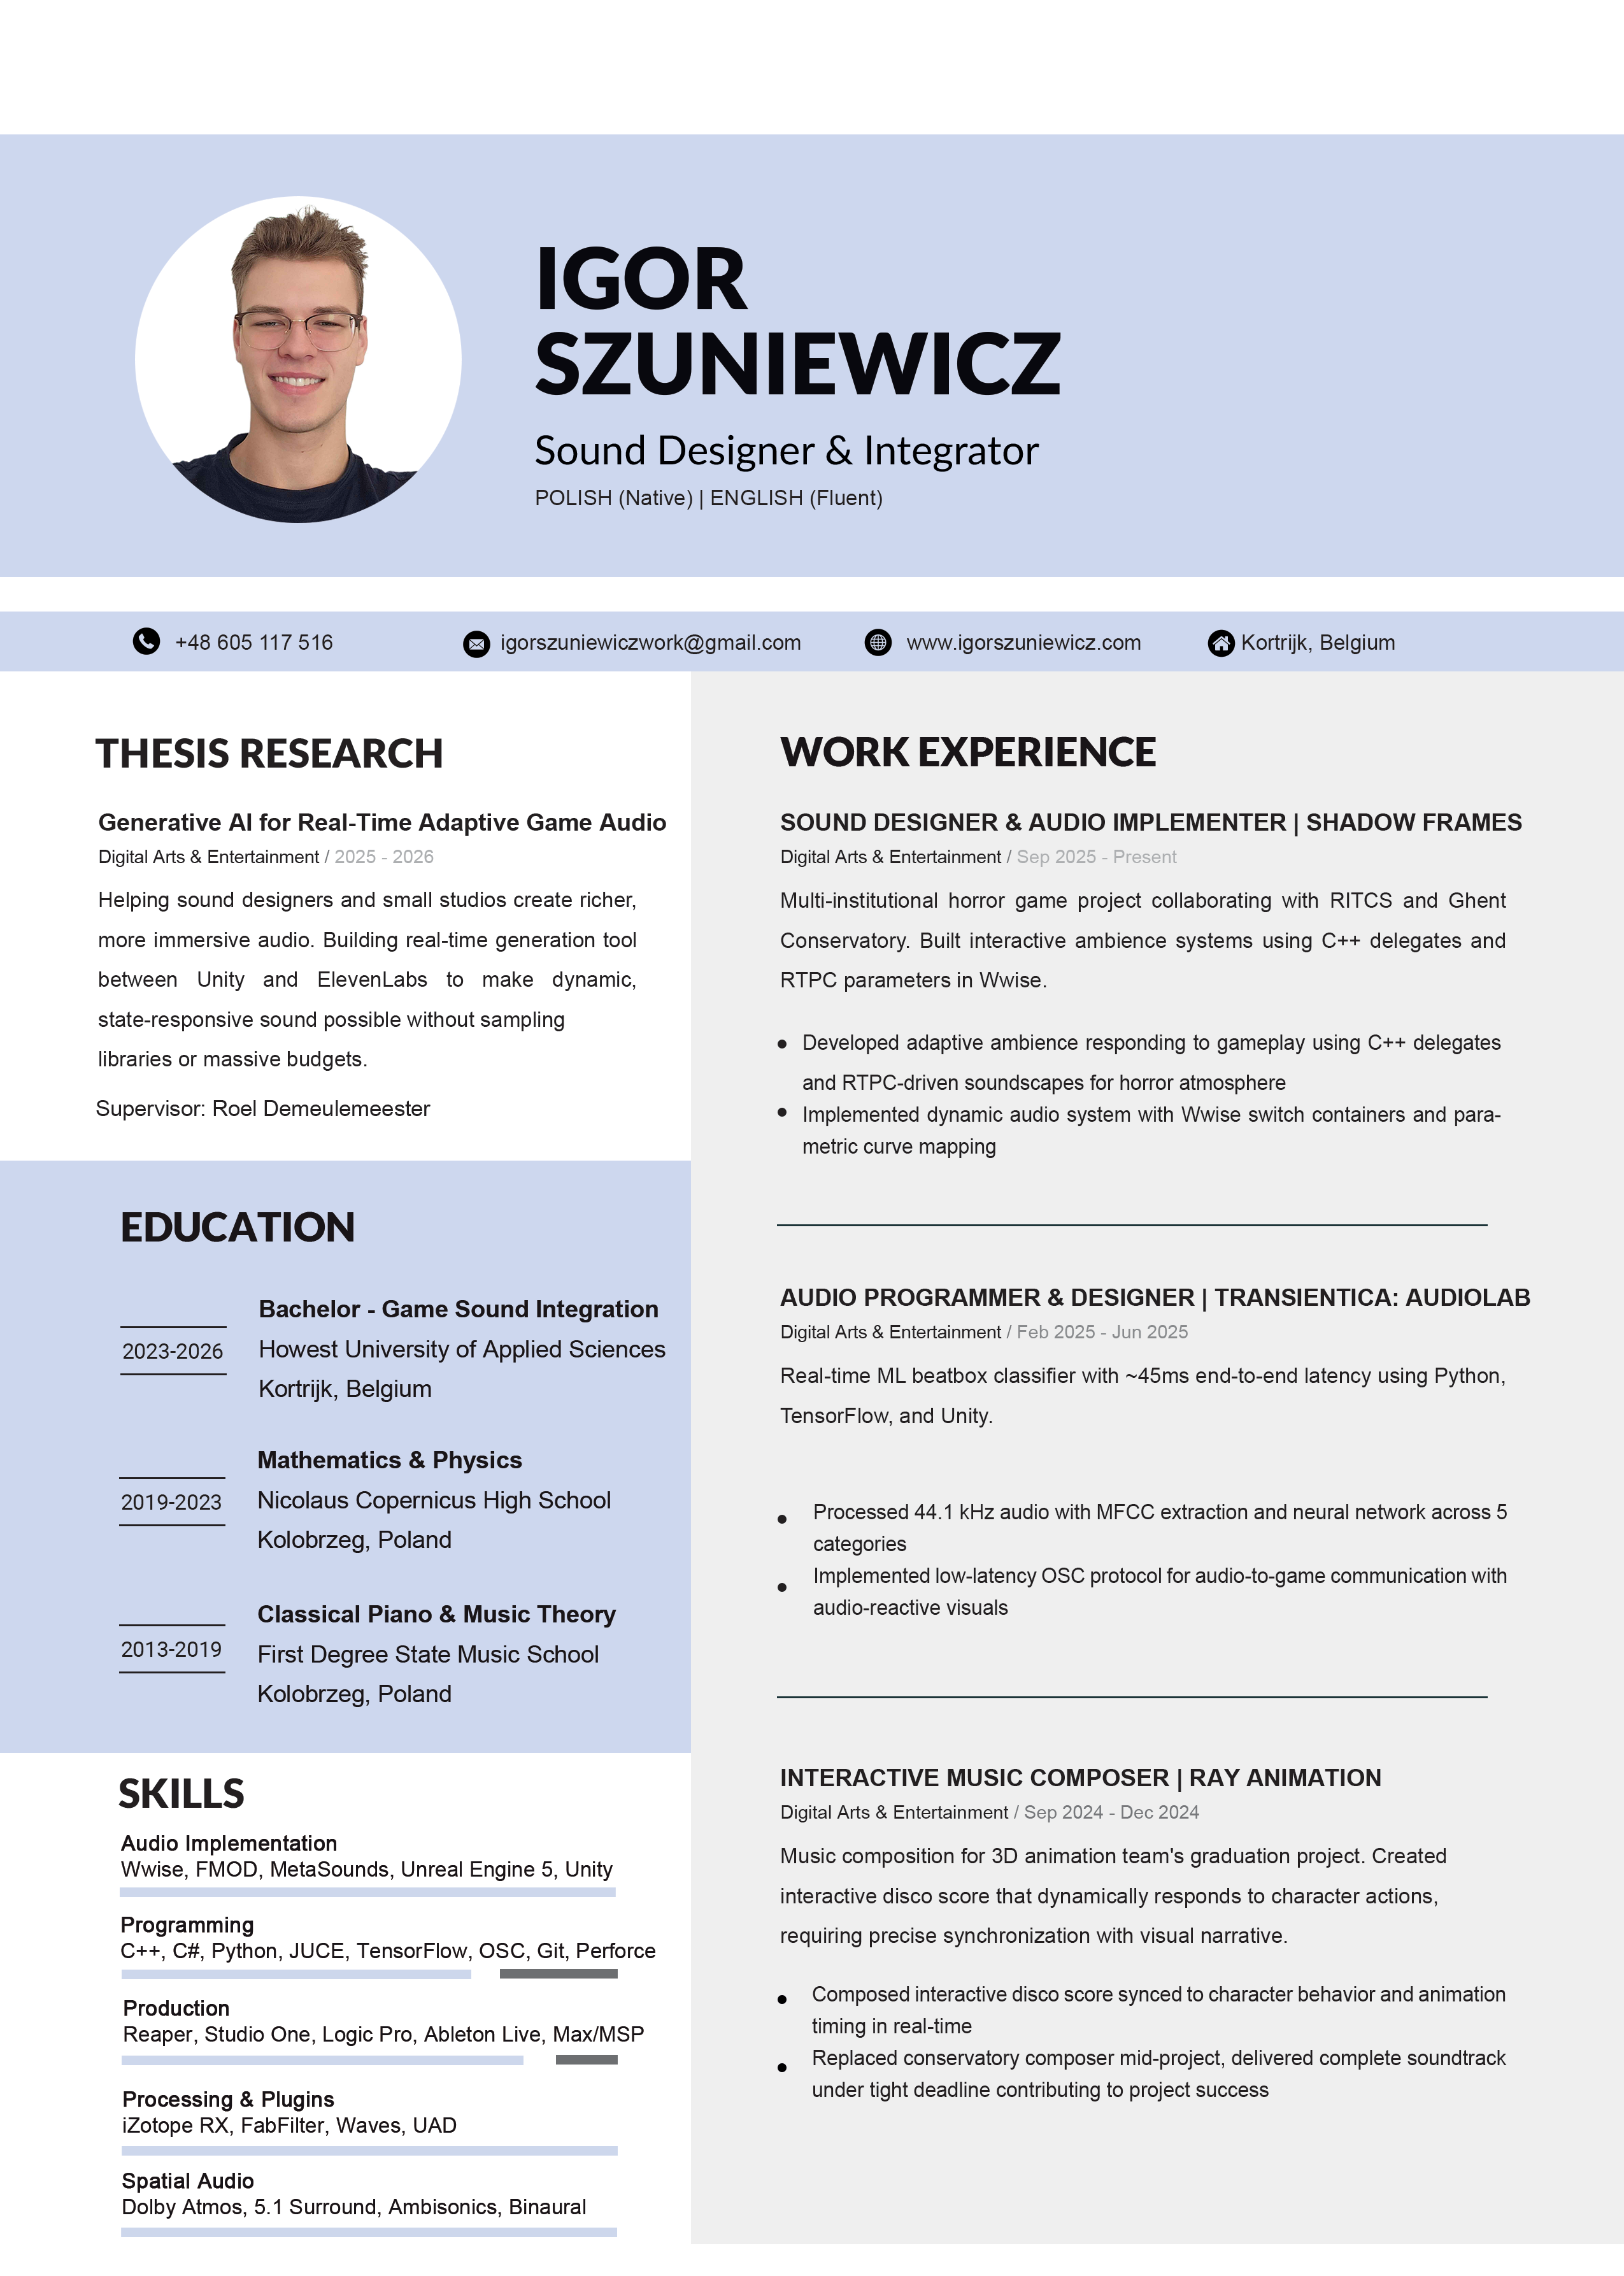 IGOR
SZUNIEWICZ
Sound Designer & Integrator
POLISH (Native) | ENGLISH (Fluent)
+48 605 117 516
igorszuniewiczwork@gmail.com
www.igorszuniewicz.com
Kortrijk, Belgium
THESIS RESEARCH
Generative AI for Real-Time Adaptive Game Audio
Digital Arts & Entertainment / 2025 - 2026
Helping sound designers and small studios create richer,
more immersive audio. Building real-time generation tool
between Unity and ElevenLabs to make dynamic,
state-responsive sound possible without sampling
libraries or massive budgets.
Supervisor: Roel Demeulemeester
EDUCATION
2023-2026
Bachelor - Game Sound Integration
Howest University of Applied Sciences
Kortrijk, Belgium
2019-2023
Mathematics & Physics
Nicolaus Copernicus High School
Kolobrzeg, Poland
2013-2019
Classical Piano & Music Theory
First Degree State Music School
Kolobrzeg, Poland
SKILLS
Audio Implementation
Wwise, FMOD, MetaSounds, Unreal Engine 5, Unity
Programming
C++, C#, Python, JUCE, TensorFlow, OSC, Git, Perforce
Production
Reaper, Studio One, Logic Pro, Ableton Live, Max/MSP
Processing & Plugins
iZotope RX, FabFilter, Waves, UAD
Spatial Audio
Dolby Atmos, 5.1 Surround, Ambisonics, Binaural
WORK EXPERIENCE
SOUND DESIGNER & AUDIO IMPLEMENTER | SHADOW FRAMES
Digital Arts & Entertainment / Sep 2025 - Present
Multi-institutional horror game project collaborating with RITCS and Ghent
Conservatory. Built interactive ambience systems using C++ delegates and
RTPC parameters in Wwise.
● Developed adaptive ambience responding to gameplay using C++ delegates
and RTPC-driven soundscapes for horror atmosphere
● Implemented dynamic audio system with Wwise switch containers and para-
metric curve mapping
AUDIO PROGRAMMER & DESIGNER | TRANSIENTICA: AUDIOLAB
Digital Arts & Entertainment / Feb 2025 - Jun 2025
Real-time ML beatbox classifier with ~45ms end-to-end latency using Python,
TensorFlow, and Unity.
● Processed 44.1 kHz audio with MFCC extraction and neural network across 5
categories
● Implemented low-latency OSC protocol for audio-to-game communication with
audio-reactive visuals
INTERACTIVE MUSIC COMPOSER | RAY ANIMATION
Digital Arts & Entertainment / Sep 2024 - Dec 2024
Music composition for 3D animation team's graduation project. Created
interactive disco score that dynamically responds to character actions,
requiring precise synchronization with visual narrative.
● Composed interactive disco score synced to character behavior and animation
timing in real-time
● Replaced conservatory composer mid-project, delivered complete soundtrack
under tight deadline contributing to project success